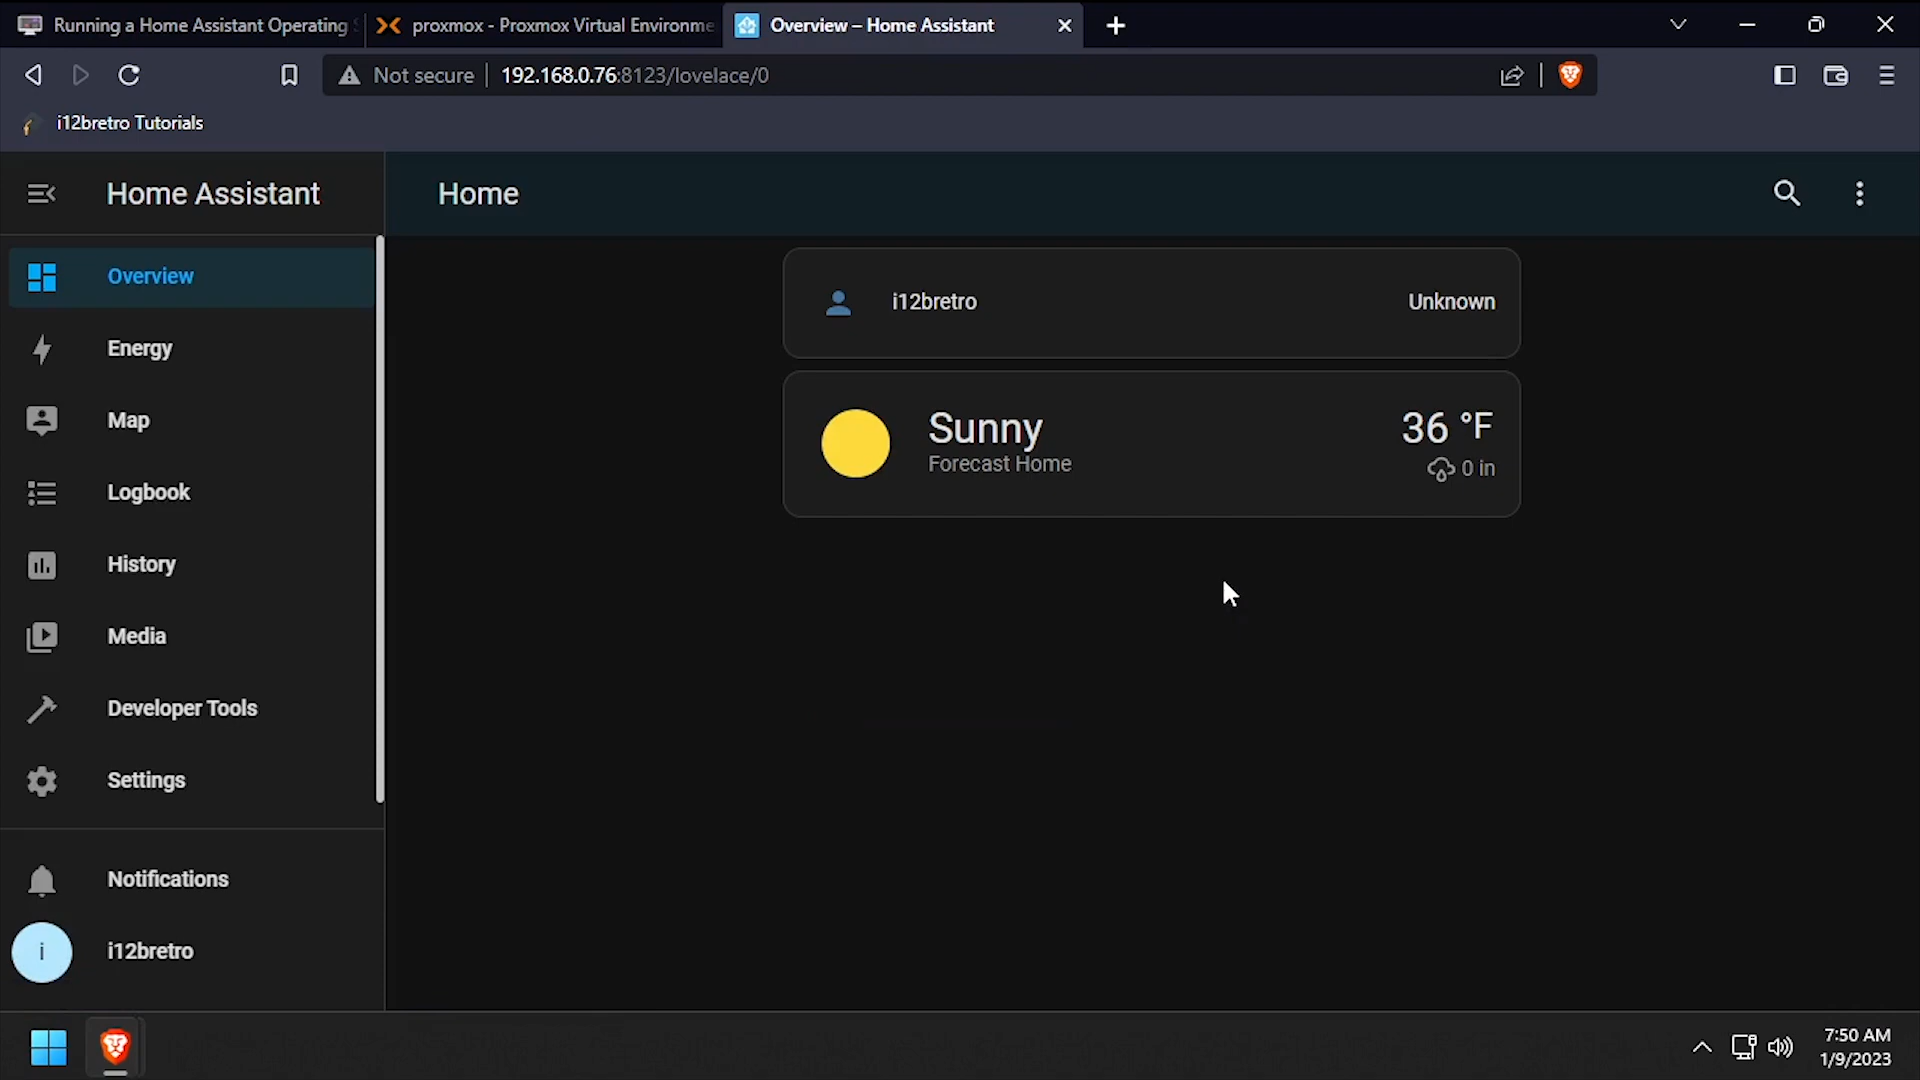 Running a Home Assistant Operating
proxmox - Proxmox Virtual Environme
Overview – Home Assistant
Not secure
192.168.0.76:8123/lovelace/0
i12bretro Tutorials
Home Assistant
Home
Overview
Energy
Map
Logbook
History
Media
Developer Tools
Settings
Notifications
i
i12bretro
i12bretro
Unknown
Sunny
Forecast Home
36 °F
0 in
7:50 AM
1/9/2023